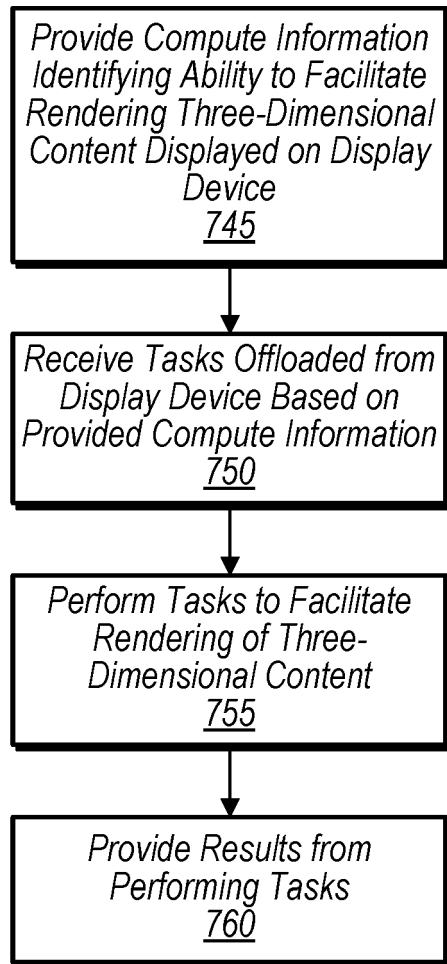 Provide Compute Information
Identifying Ability to Facilitate
Rendering Three-Dimensional
Content Displayed on Display
Device
745
Receive Tasks Offloaded from
Display Device Based on
Provided Compute Information
750
Perform Tasks to Facilitate
Rendering of Three-
Dimensional Content
755
Provide Results from
Performing Tasks
760